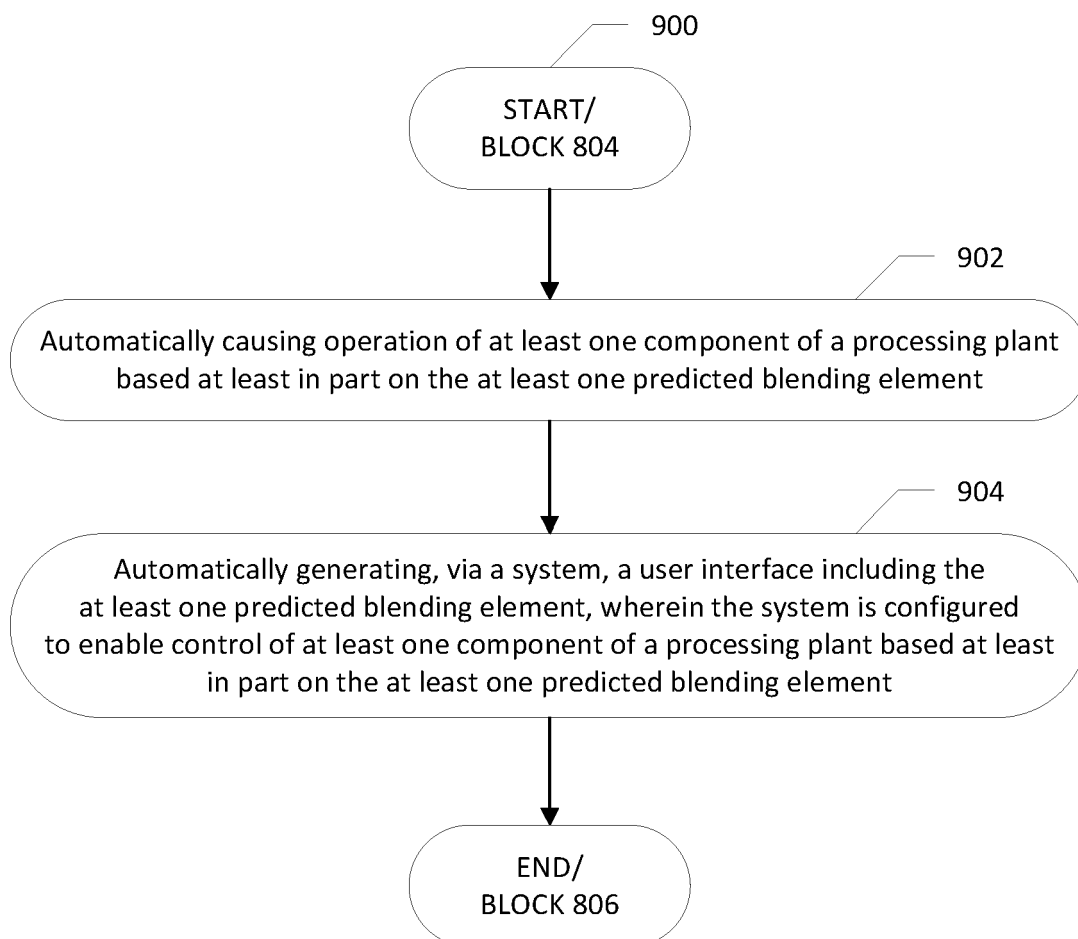 900
START/
BLOCK 804
902
Automatically causing operation of at least one component of a processing plant
based at least in part on the at least one predicted blending element
904
Automatically generating, via a system, a user interface including the
at least one predicted blending element, wherein the system is configured
to enable control of at least one component of a processing plant based at least
in part on the at least one predicted blending element
END/
BLOCK 806